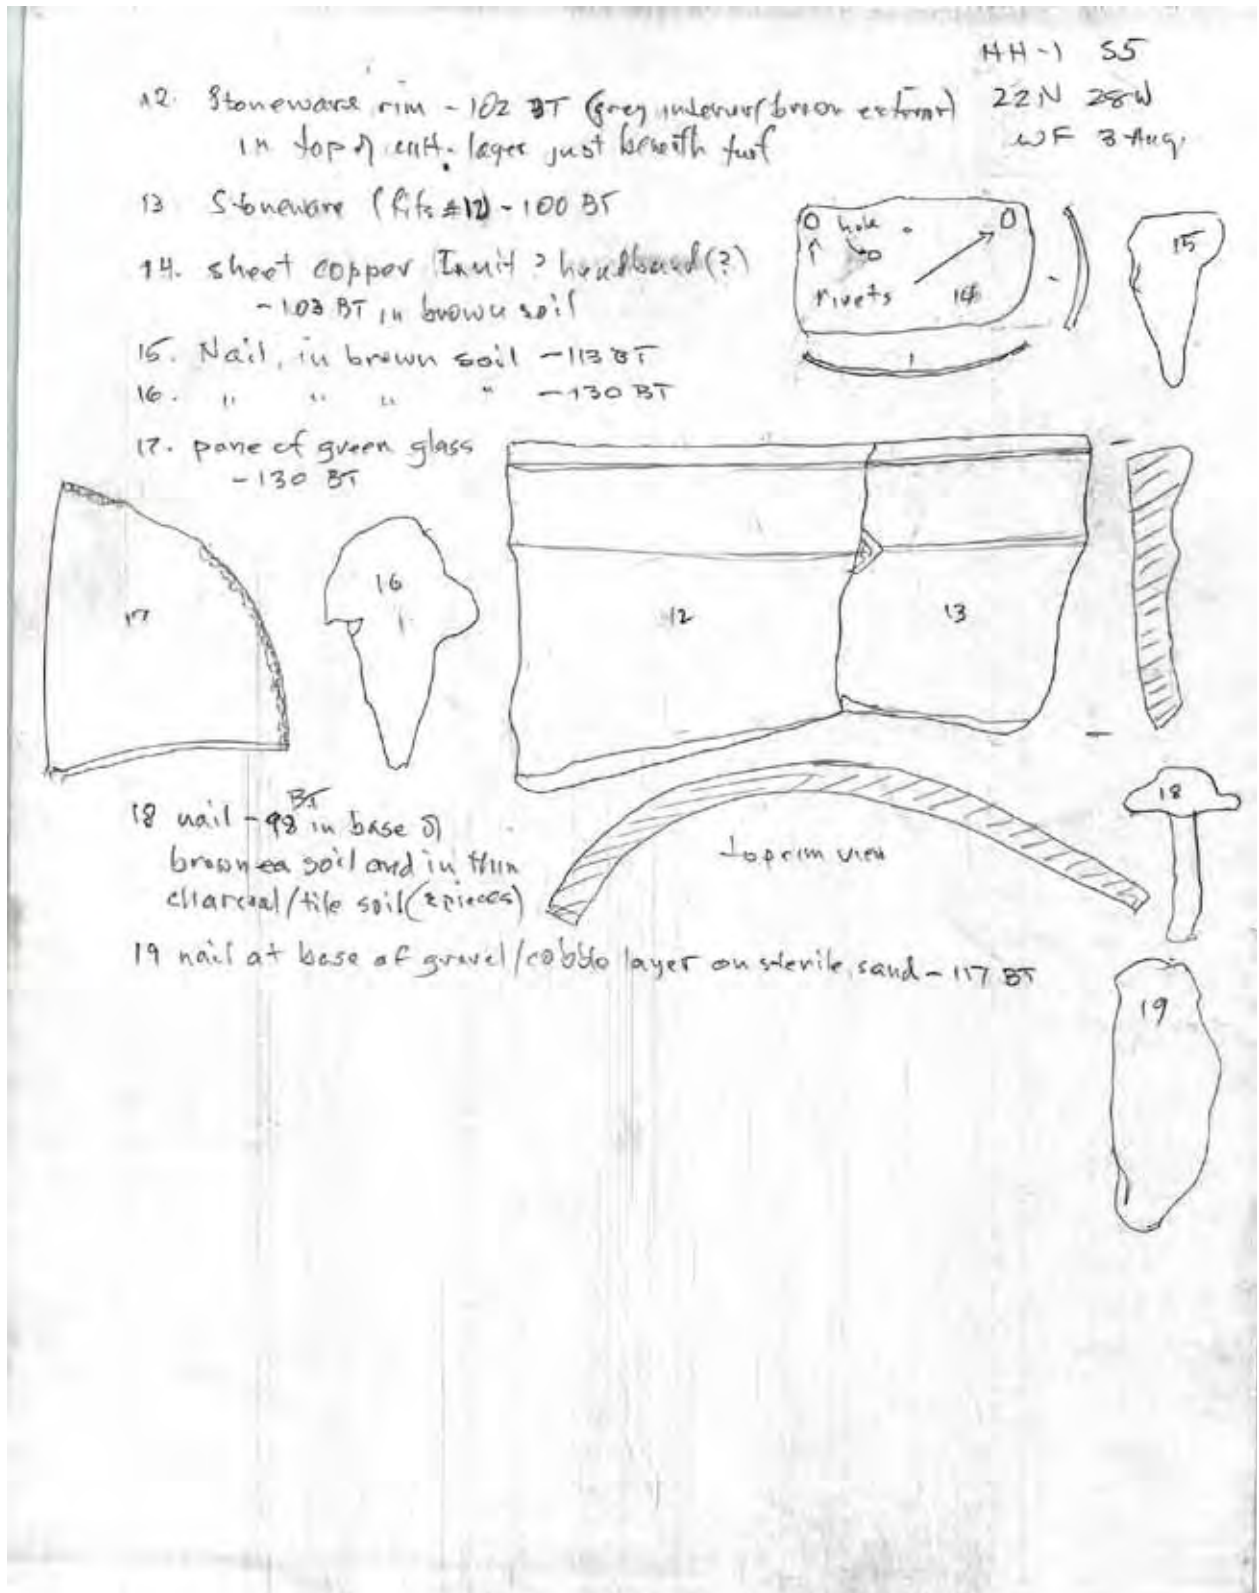 HH-1 S5
22N 28W
WF 3 Aug.
12. Stoneware rim - 102 BT (grey interior/brown exterior)
in top of cult. layer just beneath turf
13 Stoneware (fits #12) - 100 BT
14. sheet copper Inuit ? headband (?)
- 103 BT in brown soil
15. Nail, in brown soil - 113 BT
16. " " " " - 130 BT
17. pane of green glass
- 130 BT
hole
rivets 14
15
17
16
12
13
18 nail - 98 BT in base of
brown soil and in thin
charcoal/tile soil (2 pieces)
top rim view
18
19 nail at base of gravel/cobble layer on sterile sand - 117 BT
19